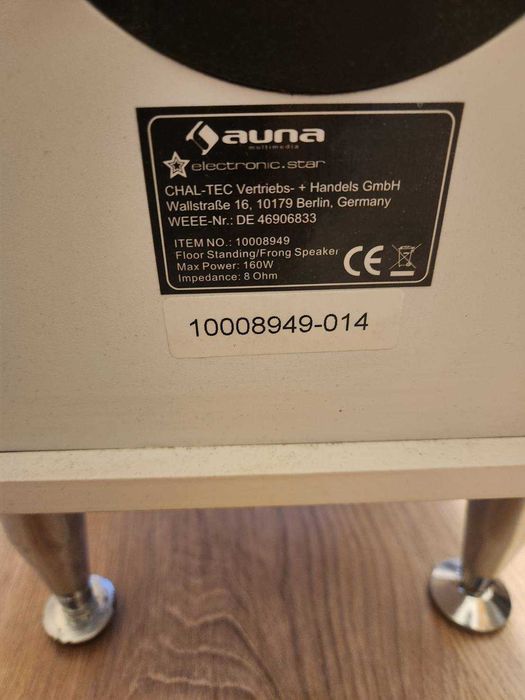 auna
multimedia
electronic.star
CHAL-TEC Vertriebs- + Handels GmbH
Wallstraße 16, 10179 Berlin, Germany
WEEE-Nr.: DE 46906833
ITEM NO.: 10008949
Floor Standing/Frong Speaker
Max Power: 160W
Impedance: 8 Ohm
CE
10008949-014